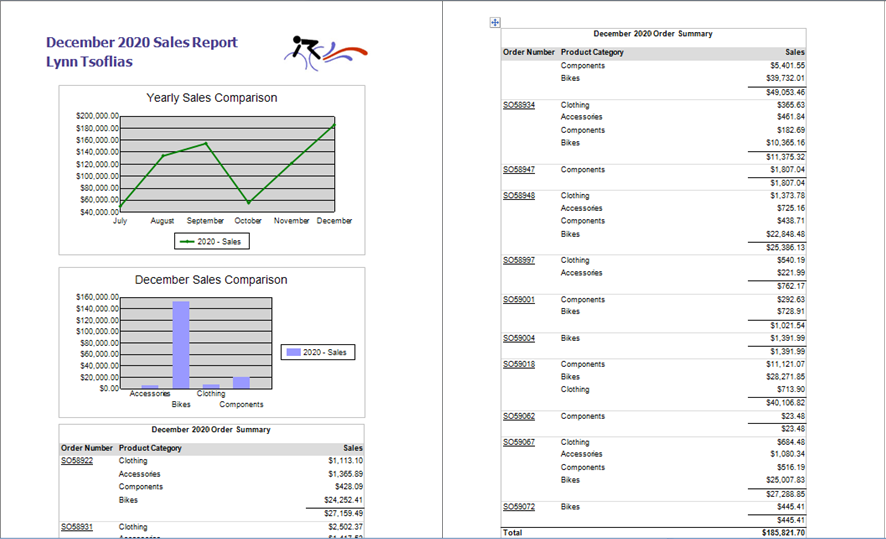 December 2020 Sales Report
Lynn Tsoflias
Yearly Sales Comparison
$200,000.00
$180,000.00
$160,000.00
$140,000.00
$120,000.00
$100,000.00
$80,000.00
$60,000.00
$40,000.00
July August September October November December
2020 - Sales
December Sales Comparison
$160,000.00
$140,000.00
$120,000.00
$100,000.00
$80,000.00
$60,000.00
$40,000.00
$20,000.00
$0.00
Accessories Clothing
Bikes Components
2020 - Sales
December 2020 Order Summary
Order Number Product Category Sales
SO58922 Clothing $1,113.10
Accessories $1,365.89
Components $428.09
Bikes $24,252.41
$27,159.49
SO58931 Clothing $2,502.37
December 2020 Order Summary
Order Number Product Category Sales
Components $5,401.55
Bikes $39,732.01
$49,053.46
SO58934 Clothing $365.63
Accessories $461.84
Components $182.69
Bikes $10,365.16
$11,375.32
SO58947 Components $1,807.04
$1,807.04
SO58948 Clothing $1,373.78
Accessories $725.16
Components $438.71
Bikes $22,848.48
$25,386.13
SO58997 Clothing $540.19
Accessories $221.99
$762.17
SO59001 Components $292.63
Bikes $728.91
$1,021.54
SO59004 Bikes $1,391.99
$1,391.99
SO59018 Components $11,121.07
Bikes $28,271.85
Clothing $713.90
$40,106.82
SO59062 Components $23.48
$23.48
SO59067 Clothing $684.48
Accessories $1,080.34
Components $516.19
Bikes $25,007.83
$27,288.85
SO59072 Bikes $445.41
$445.41
Total $185,821.70